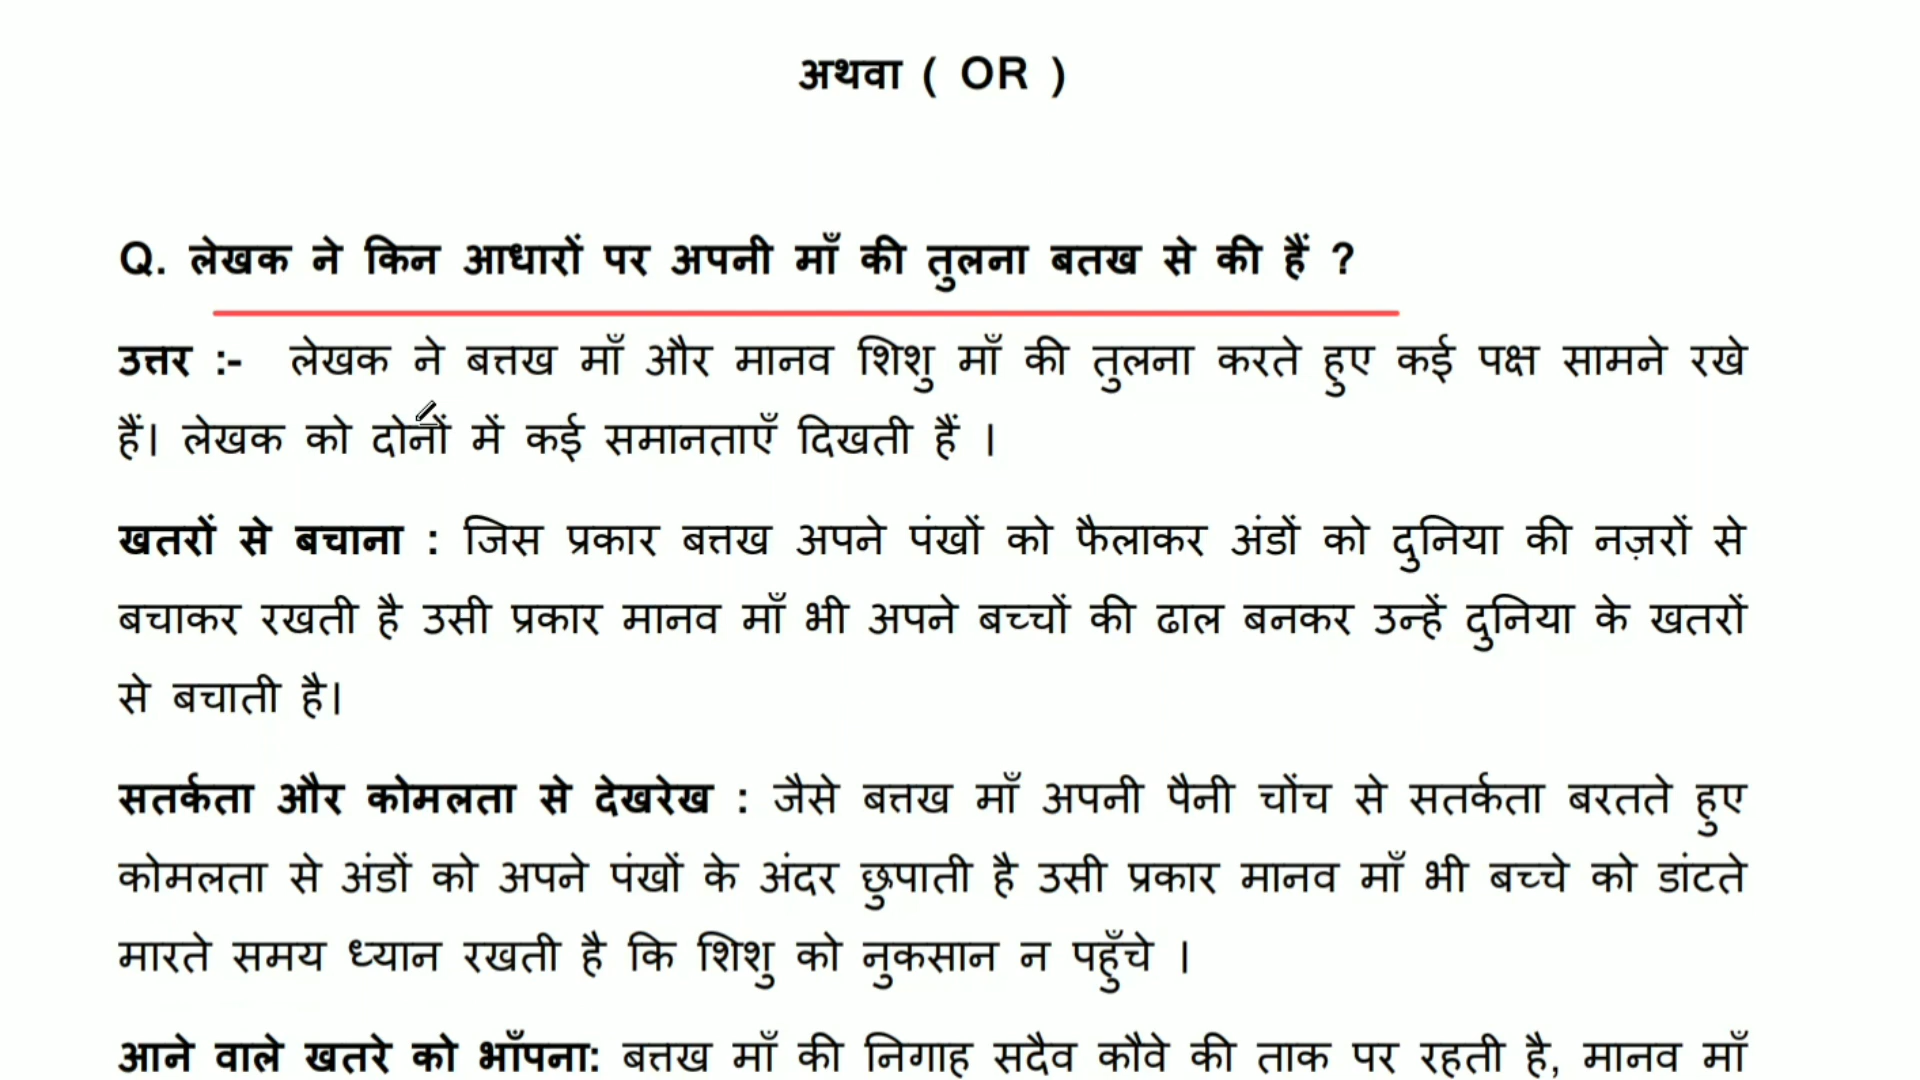 अथवा ( OR )
Q. लेखक ने किन आधारों पर अपनी माँ की तुलना बतख से की हैं ?
उत्तर :- लेखक ने बत्तख माँ और मानव शिशु माँ की तुलना करते हुए कई पक्ष सामने रखे
हैं। लेखक को दोनों में कई समानताएँ दिखती हैं ।
खतरों से बचाना : जिस प्रकार बत्तख अपने पंखों को फैलाकर अंडों को दुनिया की नज़रों से
बचाकर रखती है उसी प्रकार मानव माँ भी अपने बच्चों की ढाल बनकर उन्हें दुनिया के खतरों
से बचाती है।
सतर्कता और कोमलता से देखरेख : जैसे बत्तख माँ अपनी पैनी चोंच से सतर्कता बरतते हुए
कोमलता से अंडों को अपने पंखों के अंदर छुपाती है उसी प्रकार मानव माँ भी बच्चे को डांटते
मारते समय ध्यान रखती है कि शिशु को नुकसान न पहुँचे ।
आने वाले खतरे को भाँपना: बत्तख माँ की निगाह सदैव कौवे की ताक पर रहती है, मानव माँ